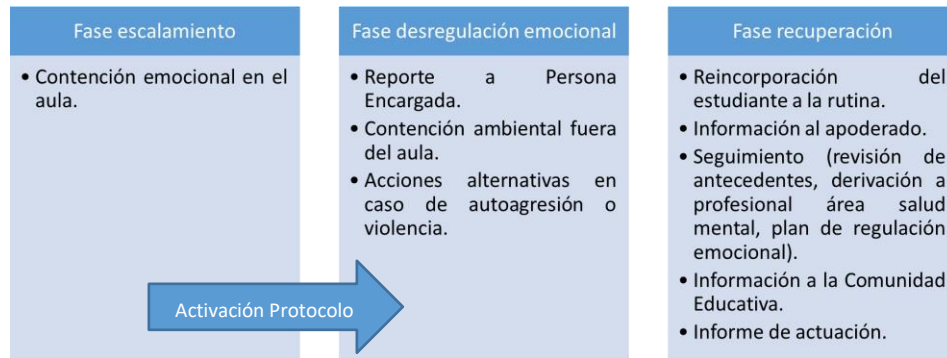 Fase escalamiento
• Contención emocional en el
aula.
Fase desregulación emocional
• Reporte a Persona
Encargada.
• Contención ambiental fuera
del aula.
• Acciones alternativas en
caso de autoagresión o
violencia.
Fase recuperación
• Reincorporación del
estudiante a la rutina.
• Información al apoderado.
• Seguimiento (revisión de
antecedentes, derivación a
profesional área salud
mental, plan de regulación
emocional).
• Información a la Comunidad
Educativa.
• Informe de actuación.
Activación Protocolo